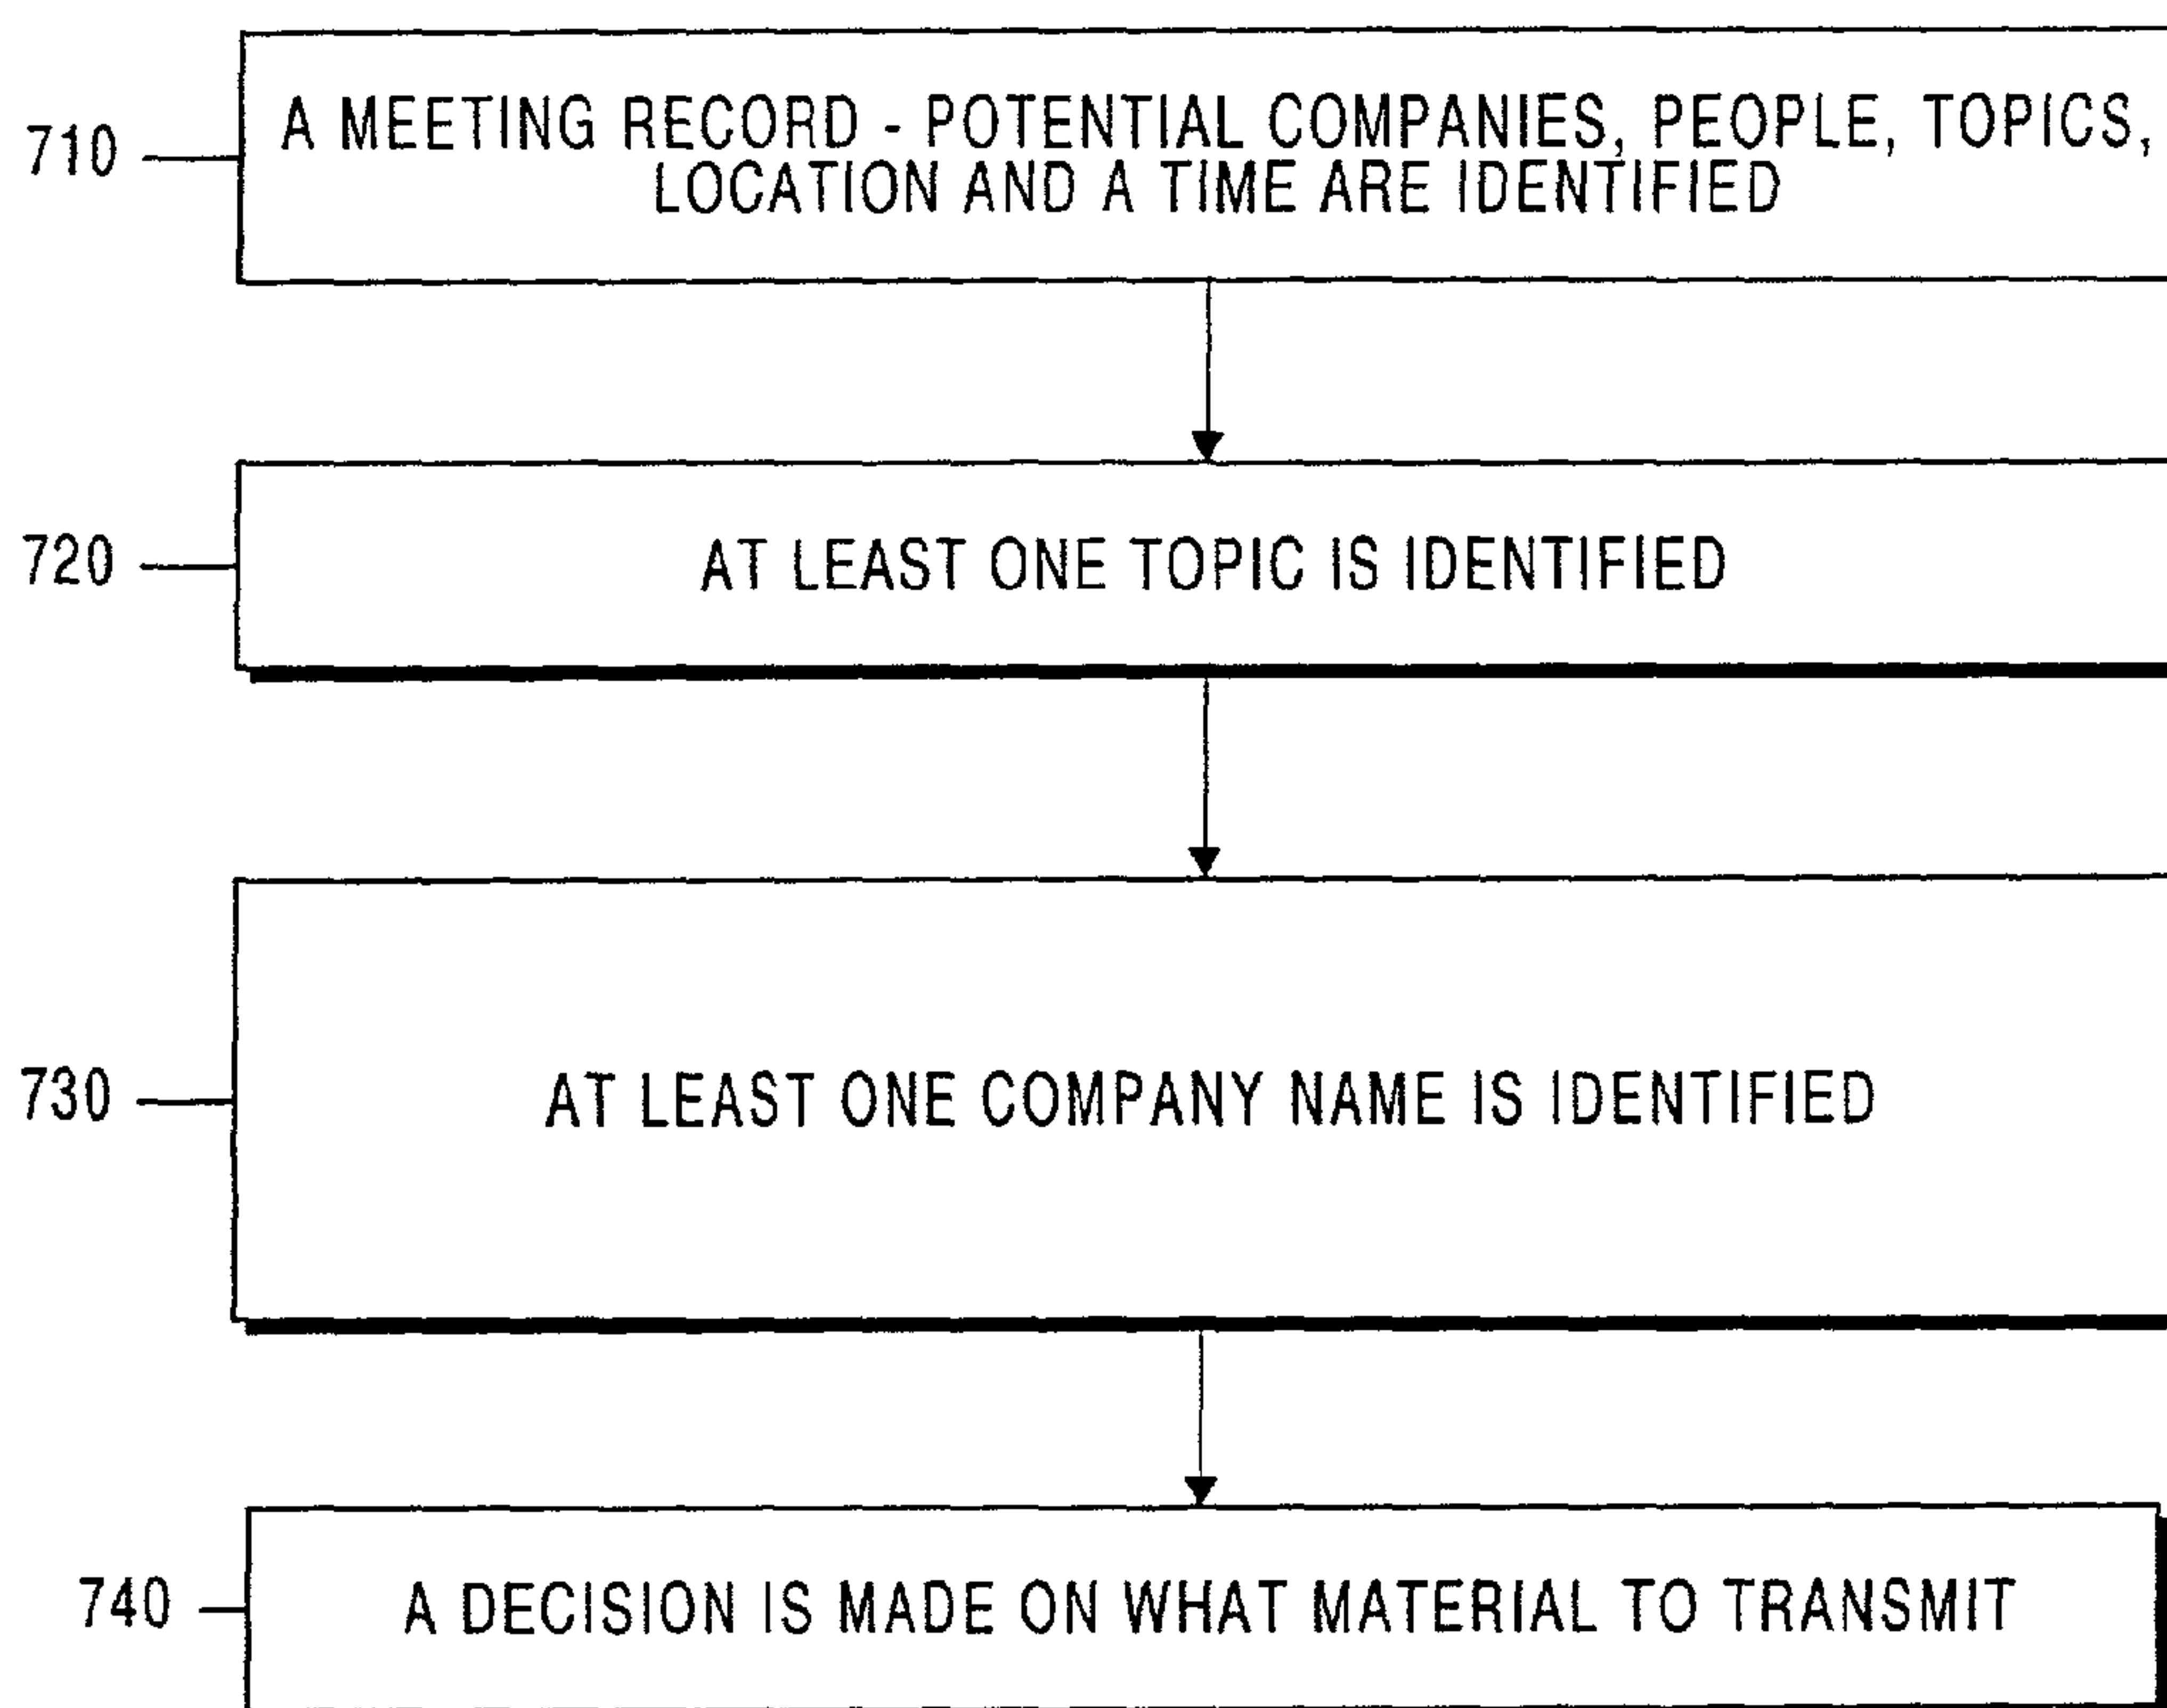 710
A MEETING RECORD - POTENTIAL COMPANIES, PEOPLE, TOPICS,
LOCATION AND A TIME ARE IDENTIFIED
720
AT LEAST ONE TOPIC IS IDENTIFIED
730
AT LEAST ONE COMPANY NAME IS IDENTIFIED
740
A DECISION IS MADE ON WHAT MATERIAL TO TRANSMIT